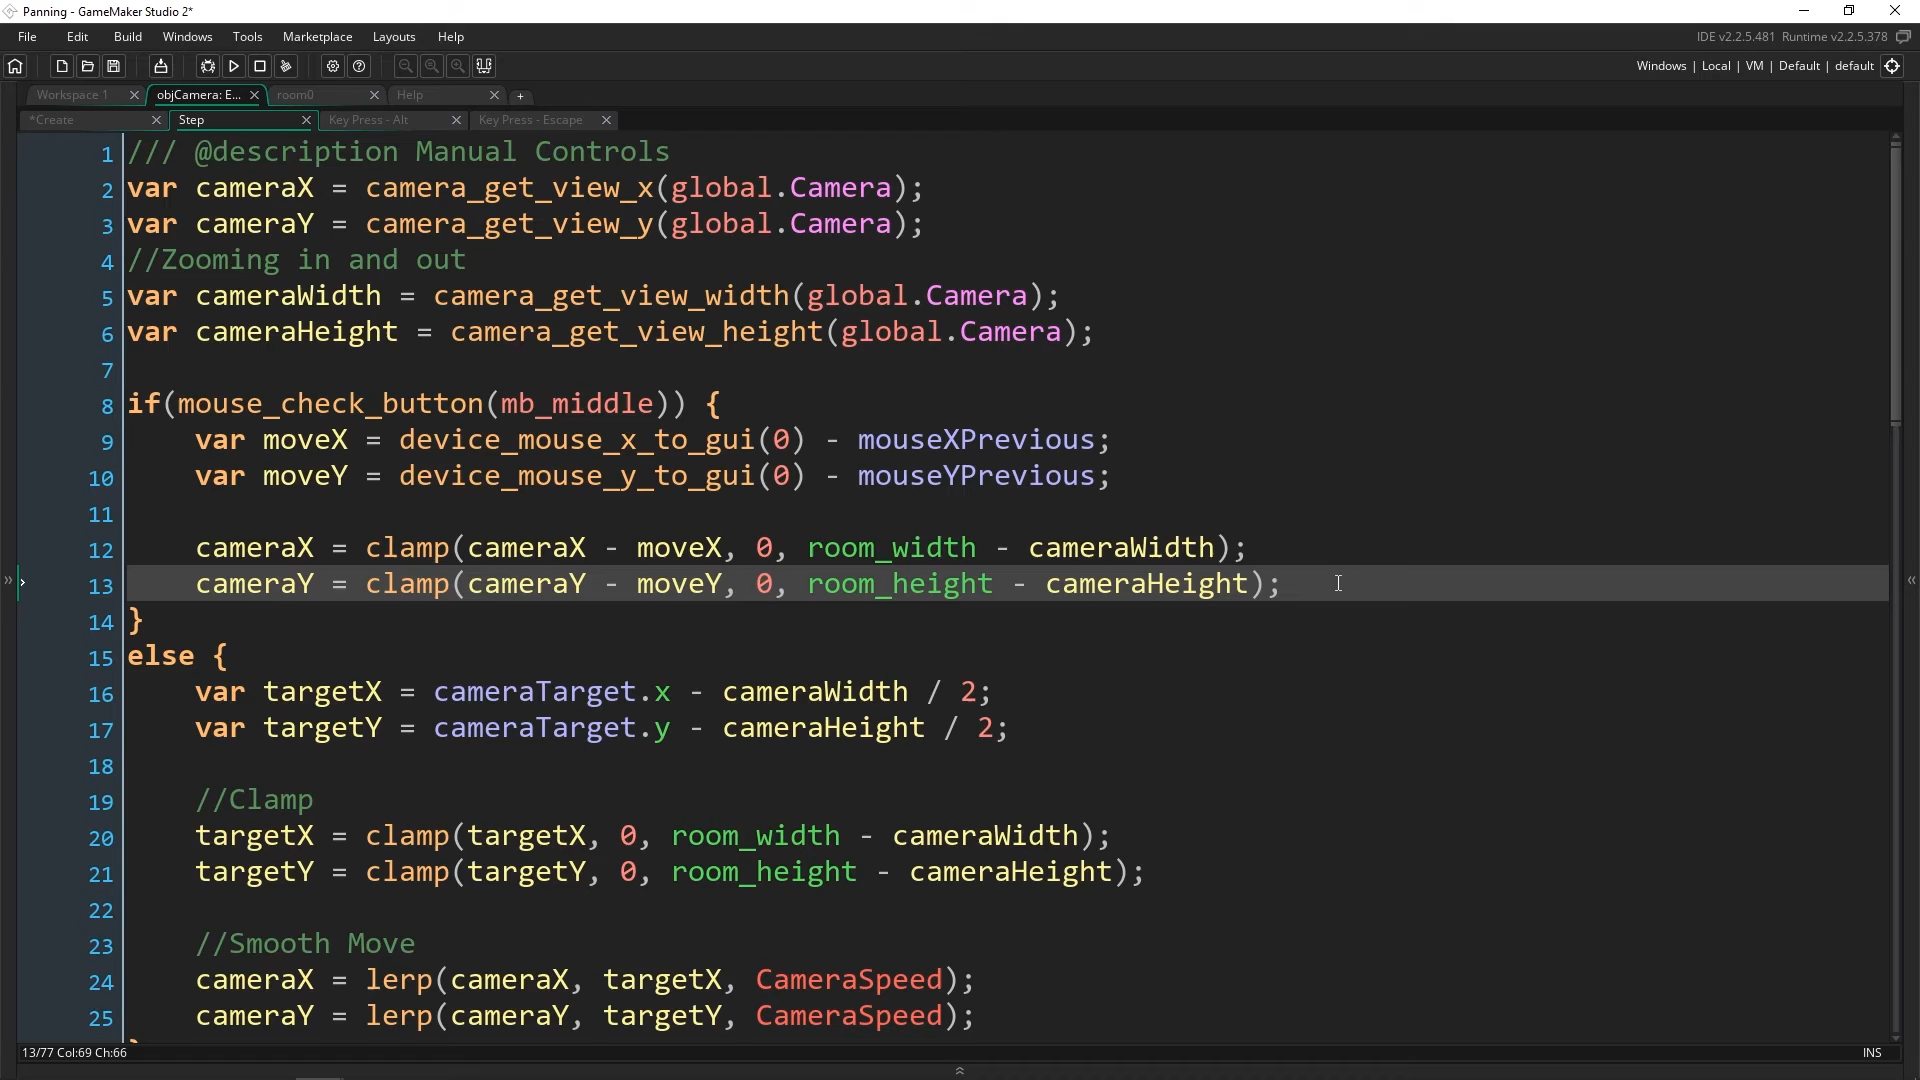 Panning - GameMaker Studio 2*
File Edit Build Windows Tools Marketplace Layouts Help
IDE v2.2.5.481 Runtime v2.2.5.378
Windows | Local | VM | Default | default
Workspace 1
objCamera: E...
room0
Help
*Create
Step
Key Press - Alt
Key Press - Escape
1 /// @description Manual Controls
2 var cameraX = camera_get_view_x(global.Camera);
3 var cameraY = camera_get_view_y(global.Camera);
4 //Zooming in and out
5 var cameraWidth = camera_get_view_width(global.Camera);
6 var cameraHeight = camera_get_view_height(global.Camera);
7
8 if(mouse_check_button(mb_middle)) {
9 var moveX = device_mouse_x_to_gui(0) - mouseXPrevious;
10 var moveY = device_mouse_y_to_gui(0) - mouseYPrevious;
11
12 cameraX = clamp(cameraX - moveX, 0, room_width - cameraWidth);
13 cameraY = clamp(cameraY - moveY, 0, room_height - cameraHeight);
14 }
15 else {
16 var targetX = cameraTarget.x - cameraWidth / 2;
17 var targetY = cameraTarget.y - cameraHeight / 2;
18
19 //Clamp
20 targetX = clamp(targetX, 0, room_width - cameraWidth);
21 targetY = clamp(targetY, 0, room_height - cameraHeight);
22
23 //Smooth Move
24 cameraX = lerp(cameraX, targetX, CameraSpeed);
25 cameraY = lerp(cameraY, targetY, CameraSpeed);
13/77 Col:69 Ch:66
INS